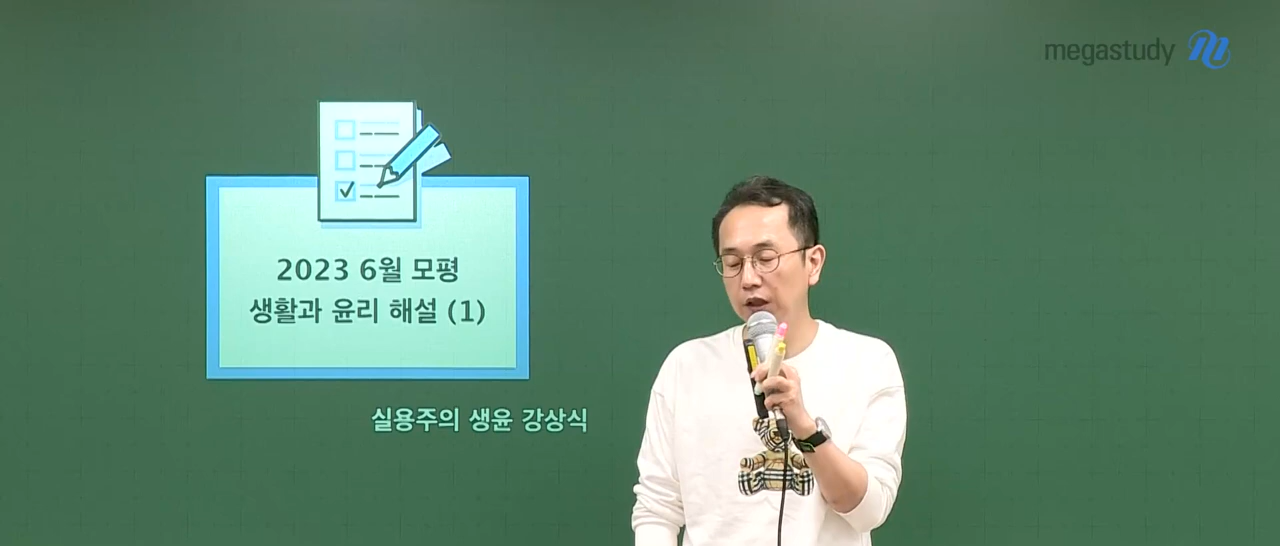 megastudy
2023 6월 모평
생활과 윤리 해설 (1)
실용주의 생윤 강상식